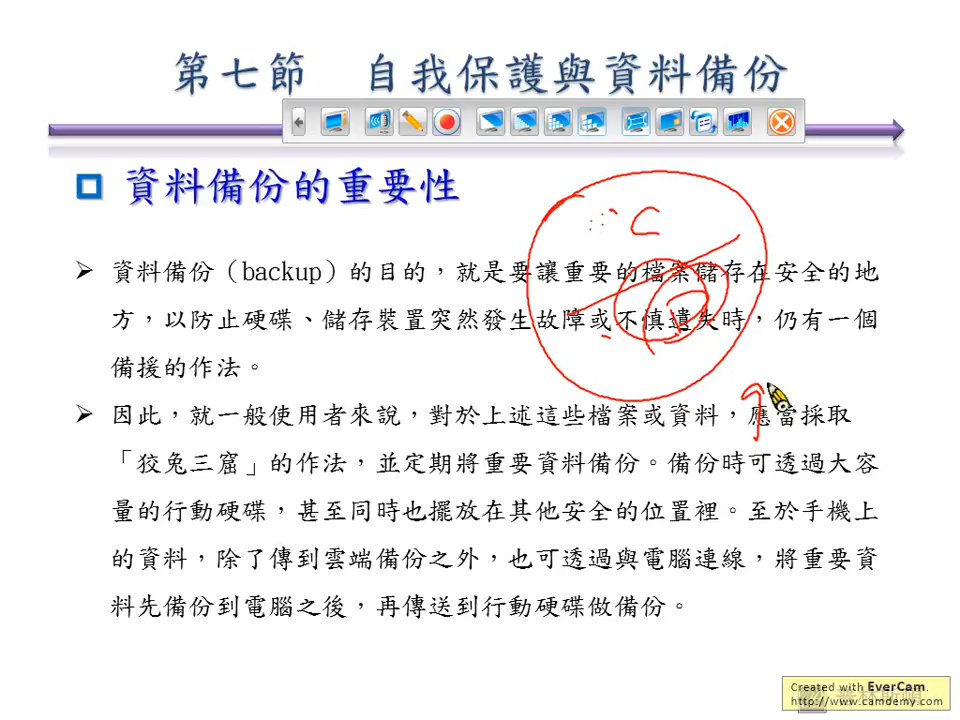 第七節 自我保護與資料備份
資料備份的重要性
資料備份（backup）的目的，就是要讓重要的檔案儲存在安全的地
方，以防止硬碟、儲存裝置突然發生故障或不慎遺失時，仍有一個
備援的作法。
因此，就一般使用者來說，對於上述這些檔案或資料，應當採取
「狡兔三窟」的作法，並定期將重要資料備份。備份時可透過大容
量的行動硬碟，甚至同時也擺放在其他安全的位置裡。至於手機上
的資料，除了傳到雲端備份之外，也可透過與電腦連線，將重要資
料先備份到電腦之後，再傳送到行動硬碟做備份。
C
Created with EverCam.
http://www.camdemy.com